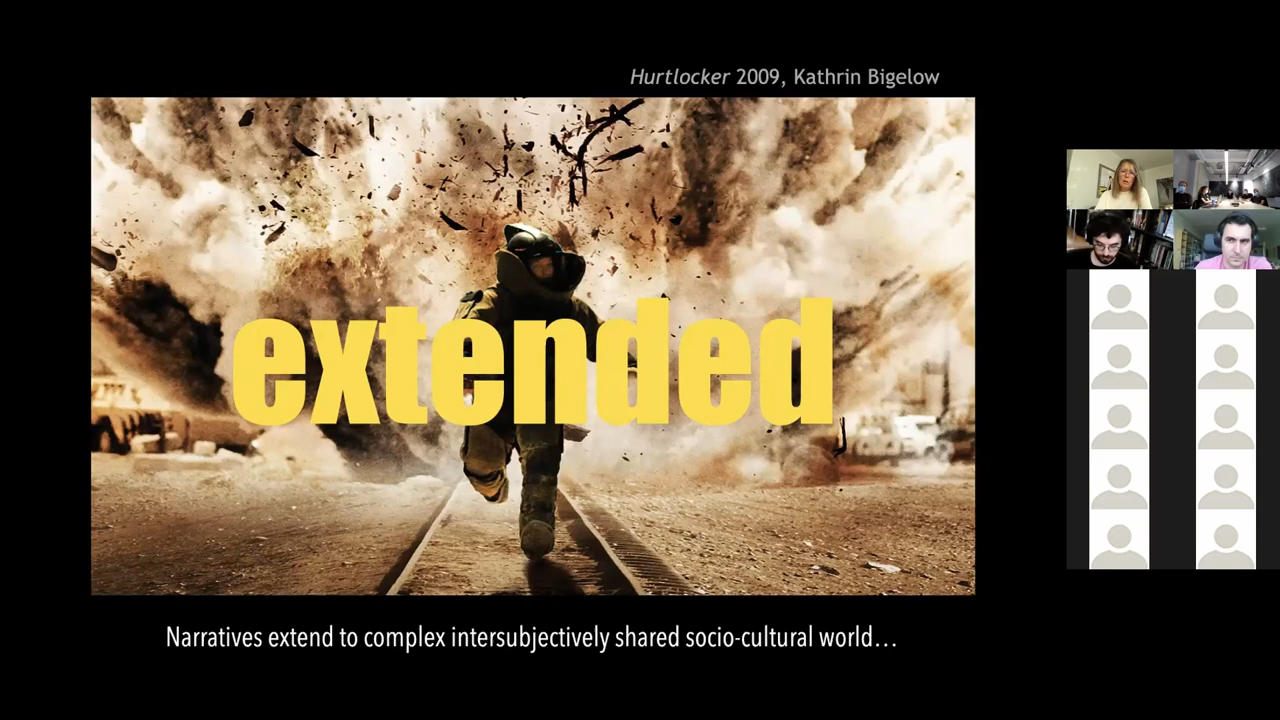 Hurtlocker 2009, Kathrin Bigelow
extended
Narratives extend to complex intersubjectively shared socio-cultural world...